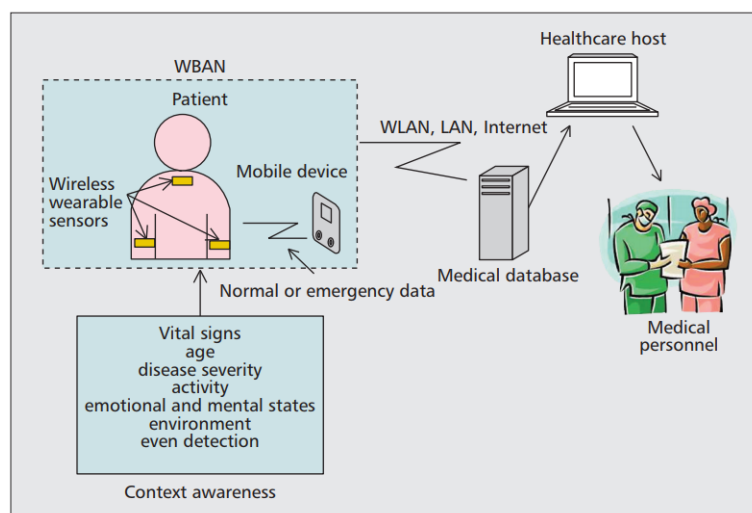 Healthcare host
WBAN
Patient
WLAN, LAN, Internet
Mobile device
Wireless
wearable
sensors
Medical database
Normal or emergency data
Medical
personnel
Vital signs
age
disease severity
activity
emotional and mental states
environment
even detection
Context awareness